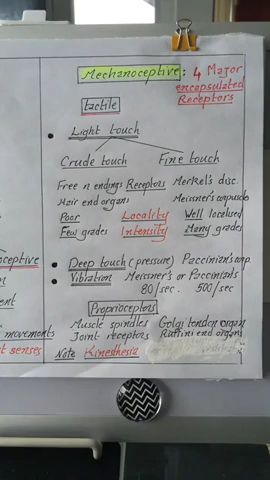 Mechanoceptive: 4 Major
encapsulated
Receptors
tactile
• Light touch
Crude touch Fine touch
Free n endings Receptors Merkel's disc.
Hair end organs Meissner's corpuscle
Poor Locality Well localised
Few grades Intensity Many grades
• Deep touch (pressure) Paccinian's corp.
• Vibration Meissner's or Paccinian's
80/sec. 500/sec
Proprioceptors
Muscle spindles Golgi tendon organ
Joint receptors Ruffini end organs
Note Kinesthesia
ceptive
movements
t senses